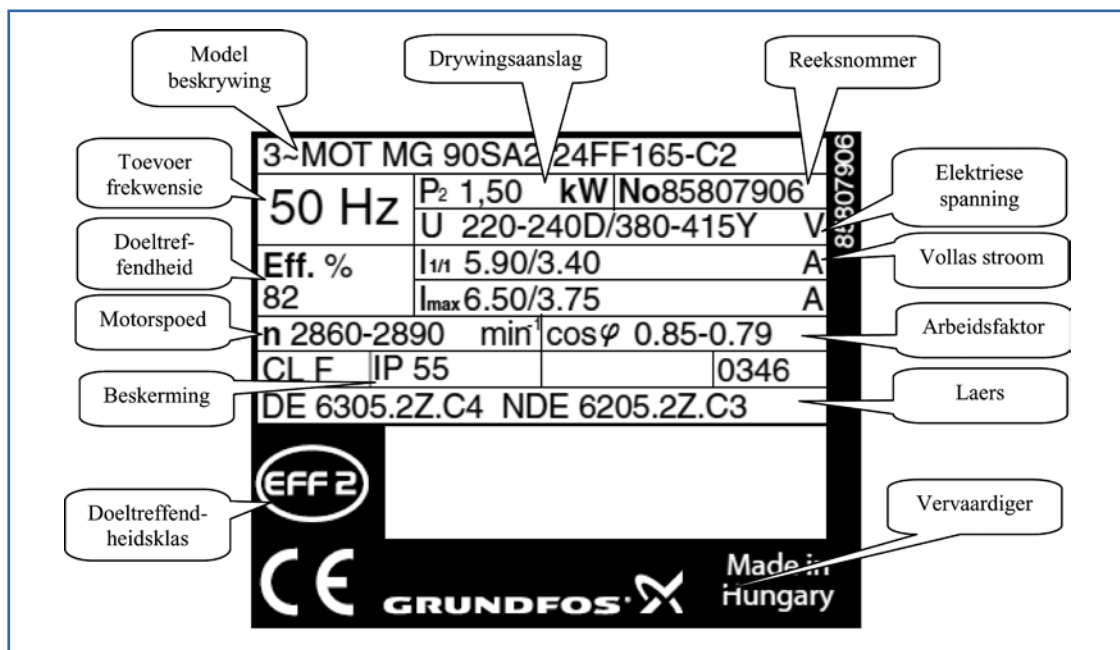 Model
beskrywing
Drywingsaanslag
Reeksnommer
Toevoer
frekwensie
Doeltref-
fendheid
Motorspoed
Beskerming
Doeltreffend-
heidsklas
3~MOT MG 90SA2 24FF165-C2
50 Hz
P2 1,50 kW No85807906
U 220-240D/380-415Y V
Eff. %
82
I1/1 5.90/3.40 A
Imax 6.50/3.75 A
n 2860-2890 min-1 cosφ 0.85-0.79
CL F IP 55 0346
DE 6305.2Z.C4 NDE 6205.2Z.C3
85807906
EFF 2
CE GRUNDFOS
Made in
Hungary
Elektriese
spanning
Vollas stroom
Arbeidsfaktor
Laers
Vervaardiger